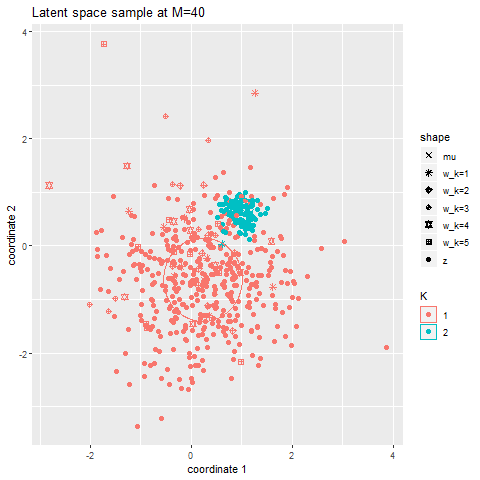 Latent space sample at M=40
4
2
0
-2
-2
0
2
4
coordinate 1
coordinate 2
shape
mu
w_k=1
w_k=2
w_k=3
w_k=4
w_k=5
z
K
1
2